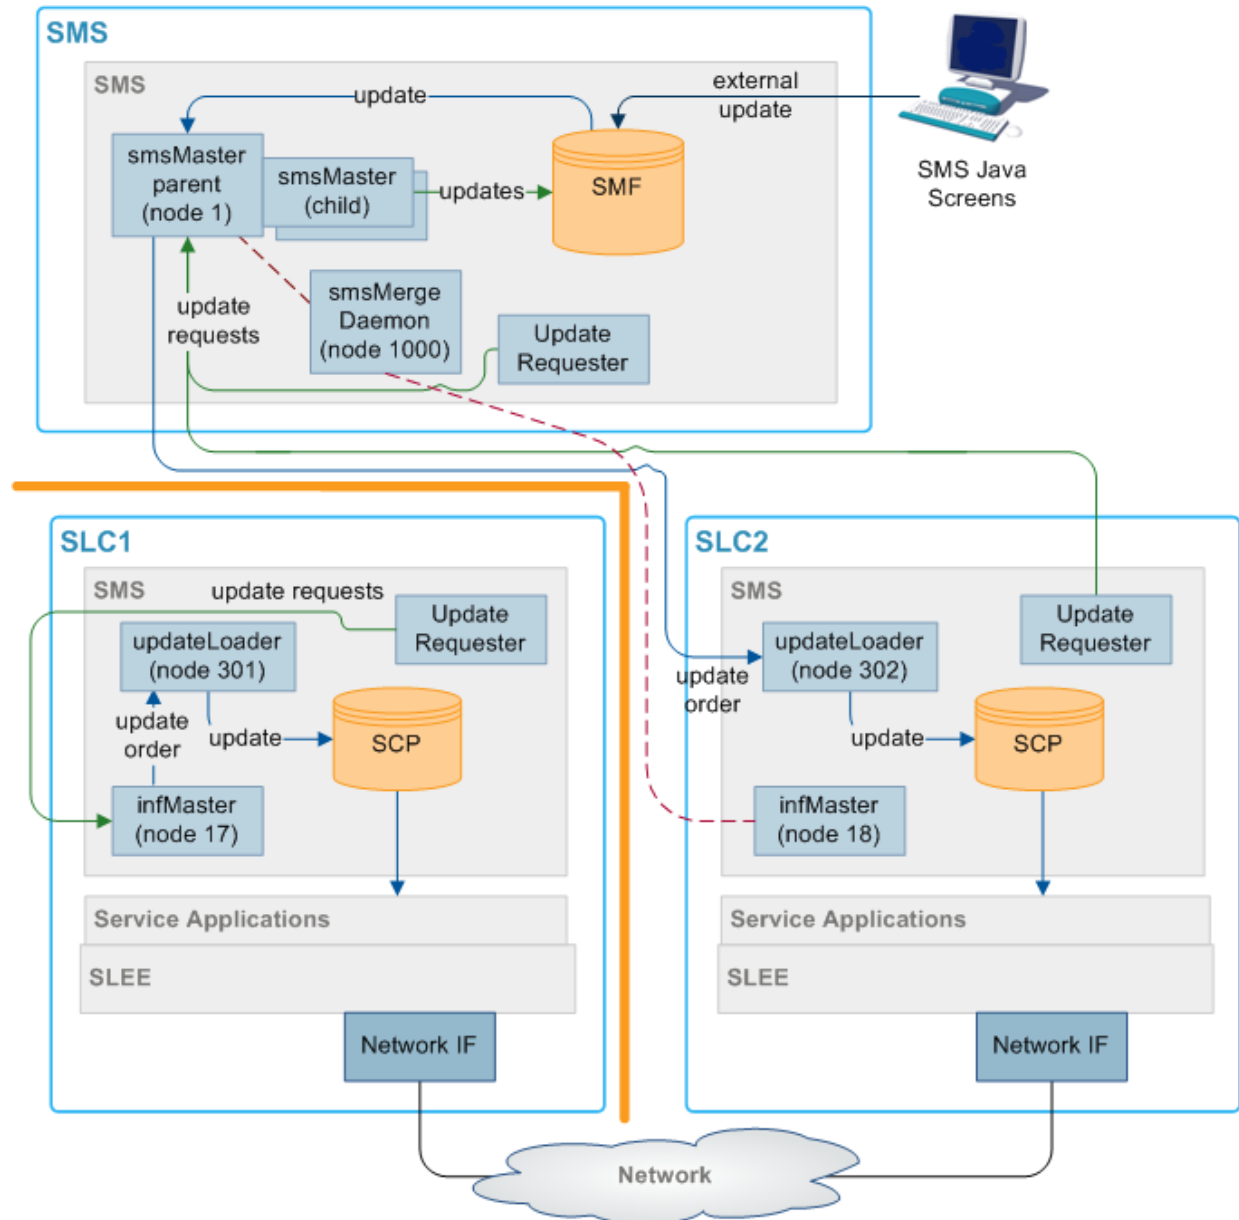 SMS
SMS
update
external
update
smsMaster
parent
(node 1)
smsMaster
(child)
updates
SMF
SMS Java
Screens
update
requests
smsMerge
Daemon
(node 1000)
Update
Requester
SLC1
SMS
update requests
Update
Requester
updateLoader
(node 301)
update
order
update
SCP
infMaster
(node 17)
Service Applications
SLEE
Network IF
SLC2
SMS
Update
Requester
updateLoader
(node 302)
update
order
update
SCP
infMaster
(node 18)
Service Applications
SLEE
Network IF
Network